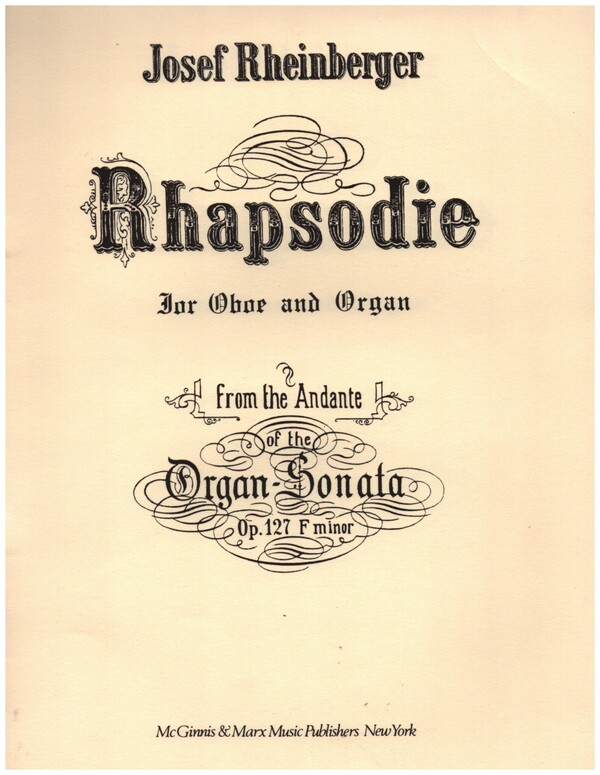 Josef Rheinberger
Rhapsodie
For Oboe and Organ
from the Andante
of the
Organ-Sonata
Op. 127 F minor
McGinnis & Marx Music Publishers New York